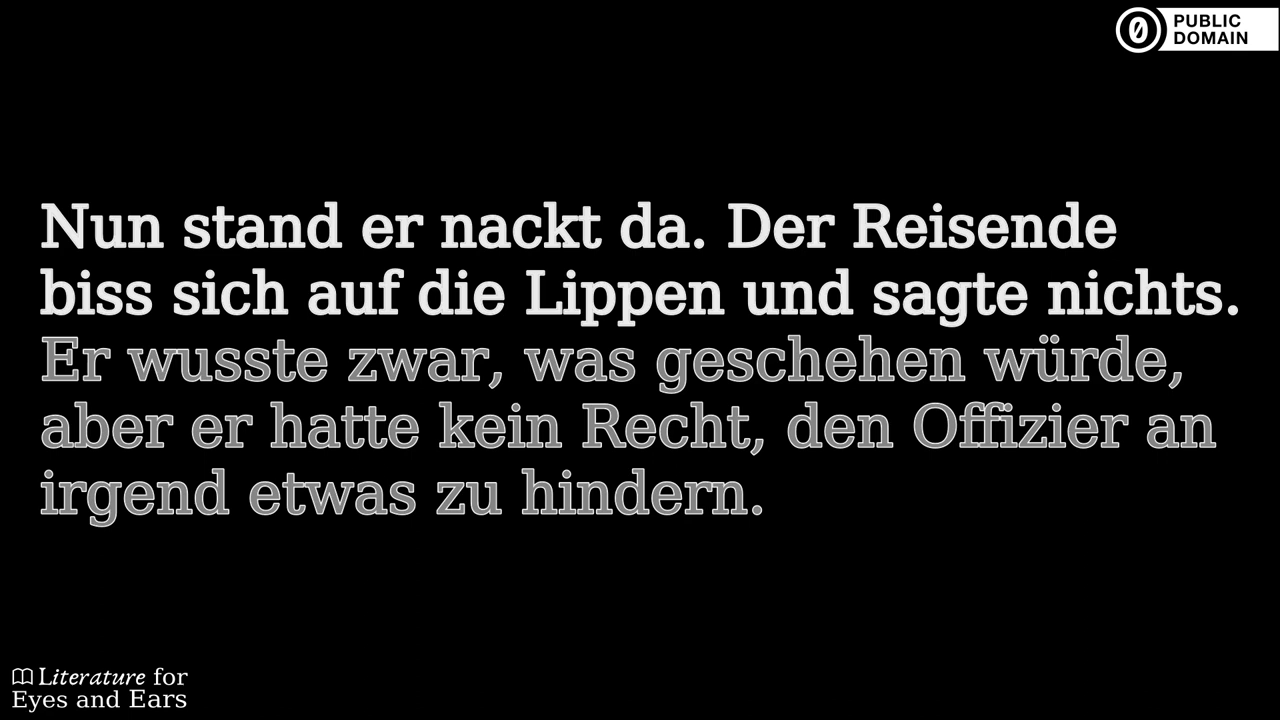 PUBLIC
DOMAIN
Nun stand er nackt da. Der Reisende
biss sich auf die Lippen und sagte nichts.
Er wusste zwar, was geschehen würde,
aber er hatte kein Recht, den Offizier an
irgend etwas zu hindern.
Literature for
Eyes and Ears